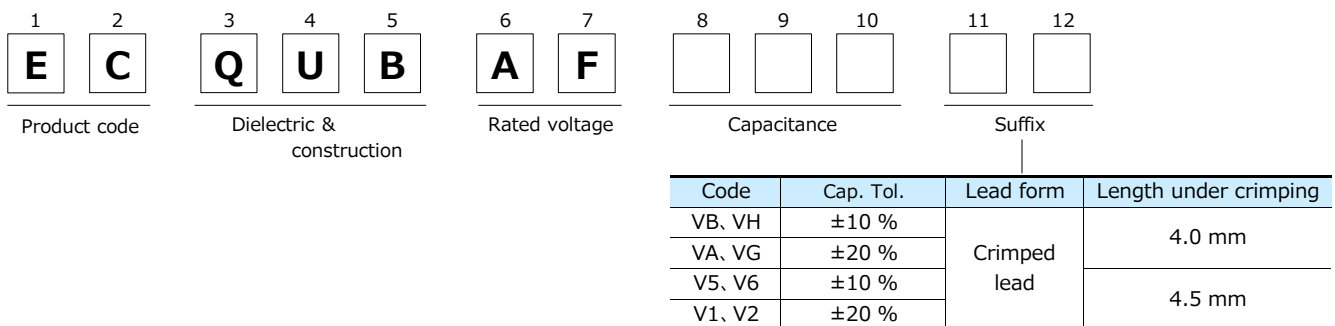 1 2 3 4 5 6 7 8 9 10 11 12
E C Q U B A F
Product code Dielectric & construction Rated voltage Capacitance Suffix
Code Cap. Tol. Lead form Length under crimping
VB、VH ±10 % Crimped lead 4.0 mm
VA、VG ±20 %
V5、V6 ±10 % 4.5 mm
V1、V2 ±20 %